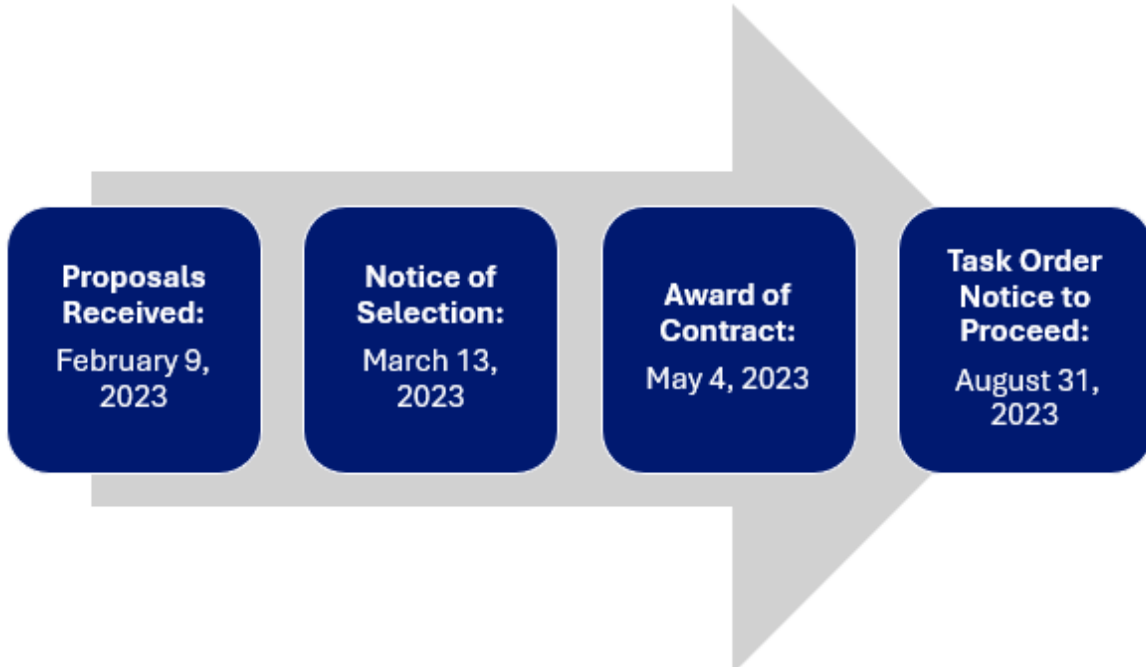 Proposals
Received:
February 9,
2023
Notice of
Selection:
March 13,
2023
Award of
Contract:
May 4, 2023
Task Order
Notice to
Proceed:
August 31,
2023